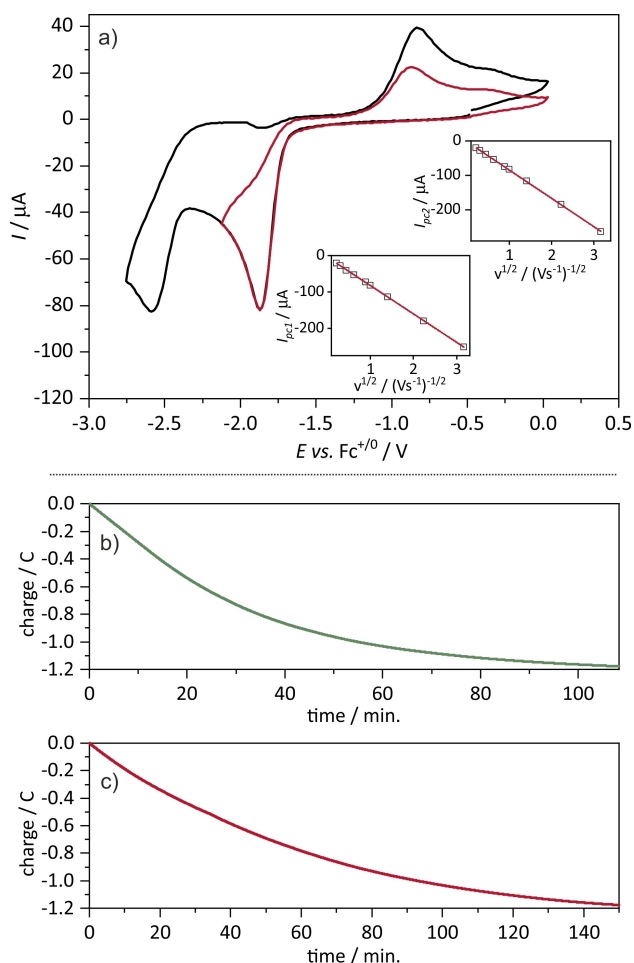 a)
40
20
0
-20
-40
-60
-80
-100
-120
I / µA
-3.0 -2.5 -2.0 -1.5 -1.0 -0.5 0.0 0.5
E vs. Fc+/0 / V
0
-100
-200
I_pc2 / µA
1 2 3
v1/2 / (Vs-1)-1/2
0
-100
-200
I_pc1 / µA
1 2 3
v1/2 / (Vs-1)-1/2
b)
0.0
-0.2
-0.4
-0.6
-0.8
-1.0
-1.2
charge / C
0 20 40 60 80 100
time / min.
c)
0.0
-0.2
-0.4
-0.6
-0.8
-1.0
-1.2
charge / C
0 20 40 60 80 100 120 140
time / min.